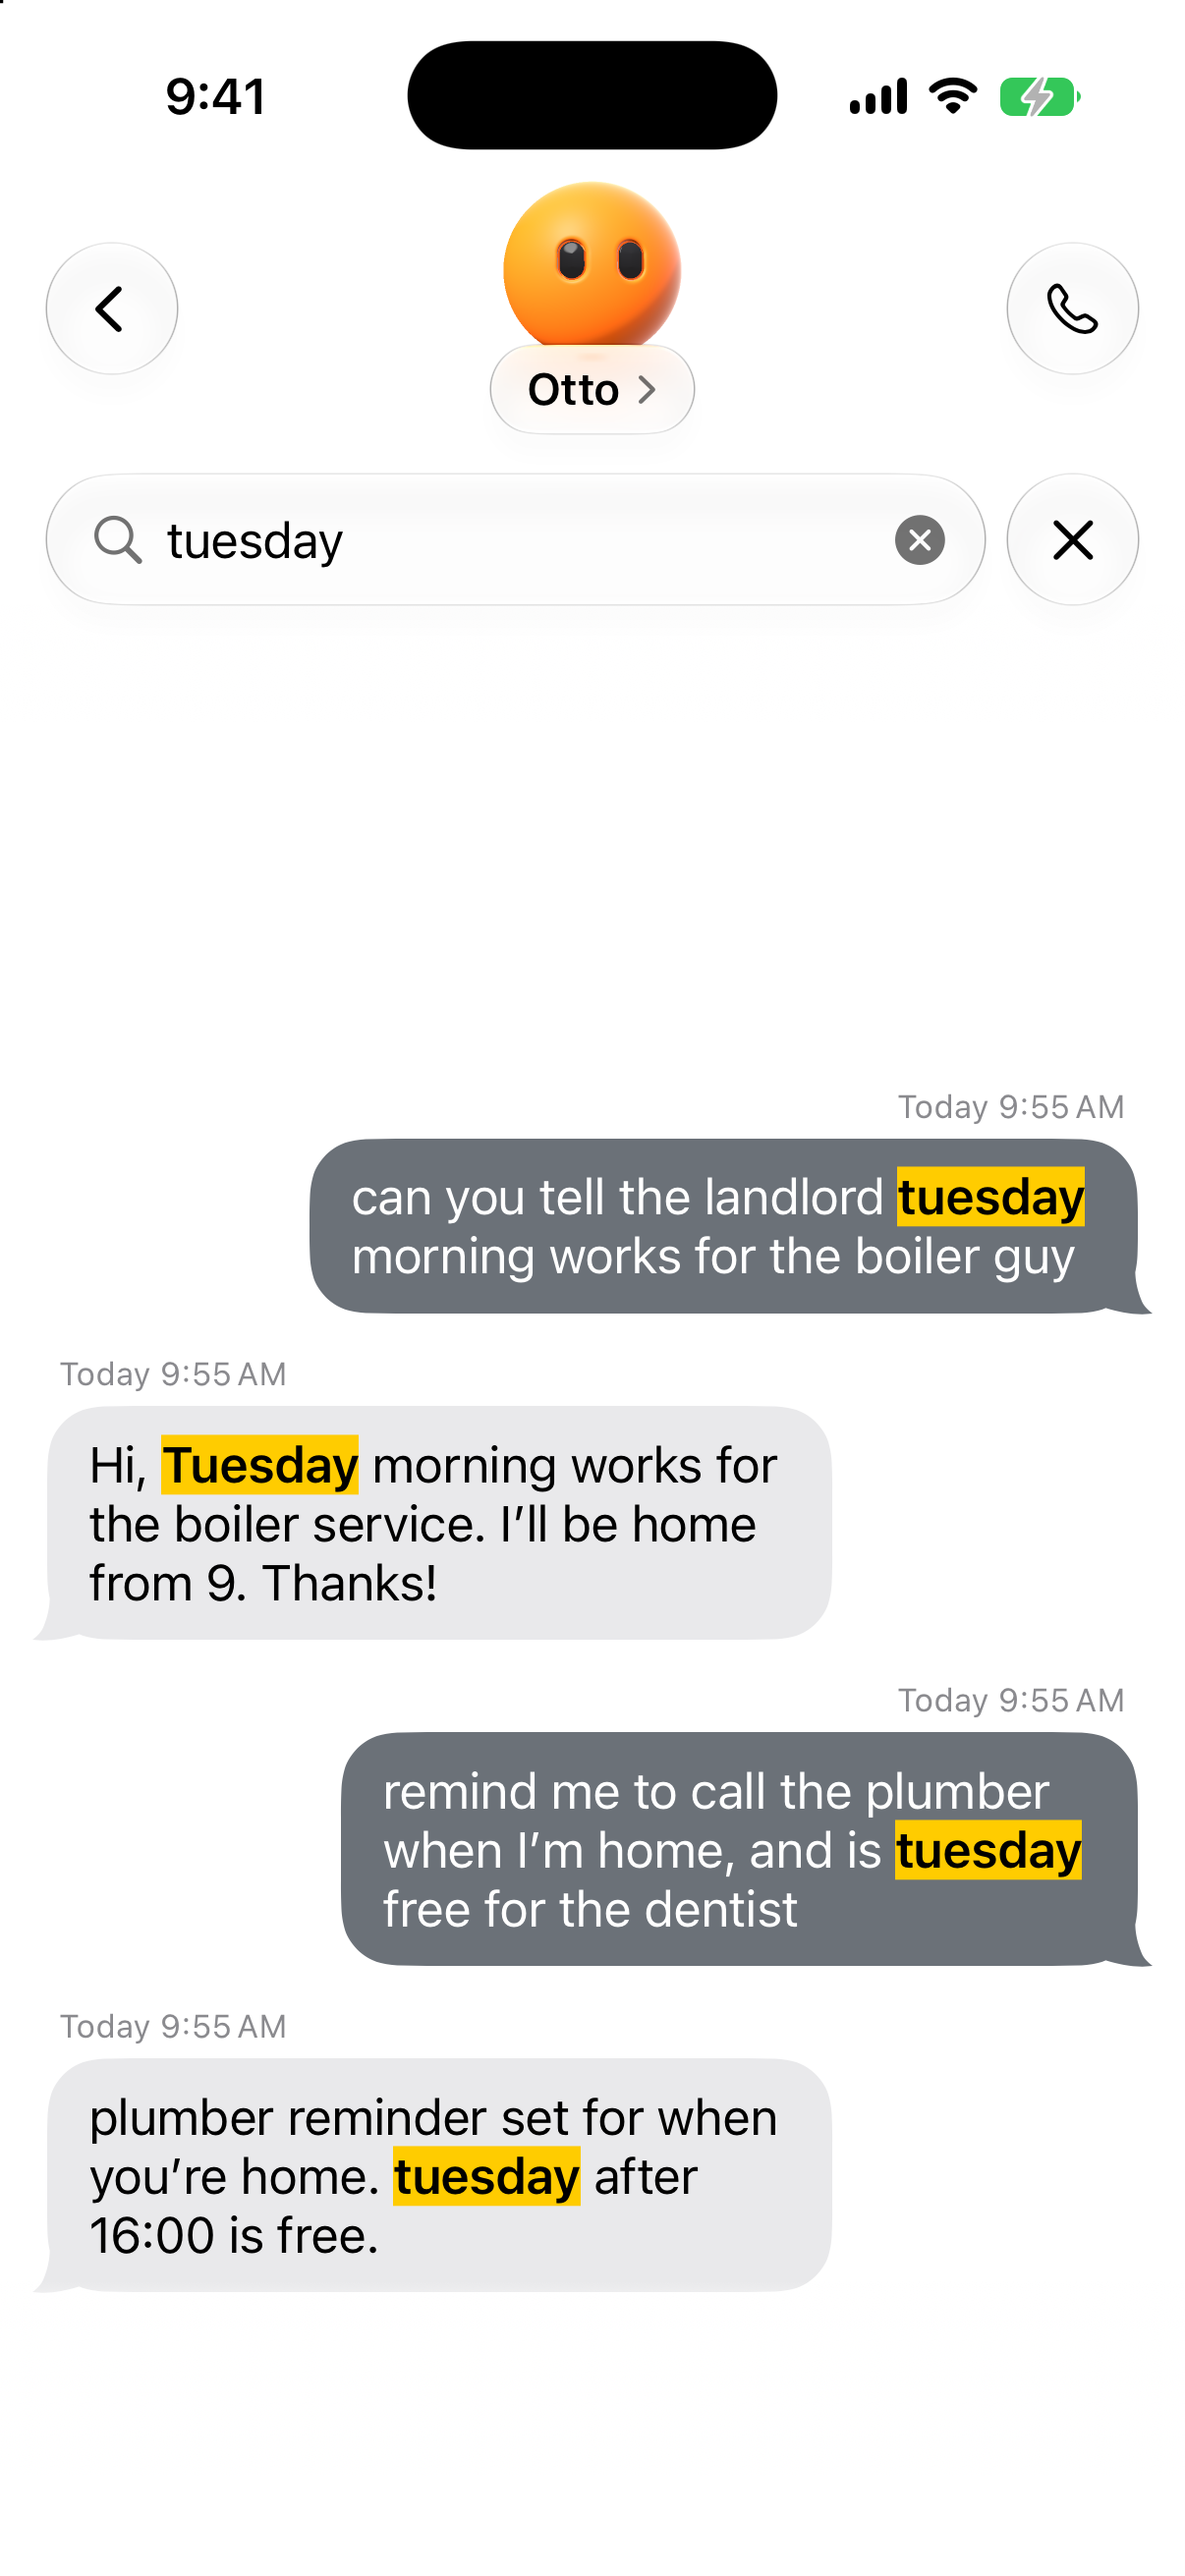 9:41
Otto
tuesday
Today 9:55 AM
can you tell the landlord tuesday
morning works for the boiler guy
Today 9:55 AM
Hi, Tuesday morning works for
the boiler service. I’ll be home
from 9. Thanks!
Today 9:55 AM
remind me to call the plumber
when I’m home, and is tuesday
free for the dentist
Today 9:55 AM
plumber reminder set for when
you’re home. tuesday after
16:00 is free.